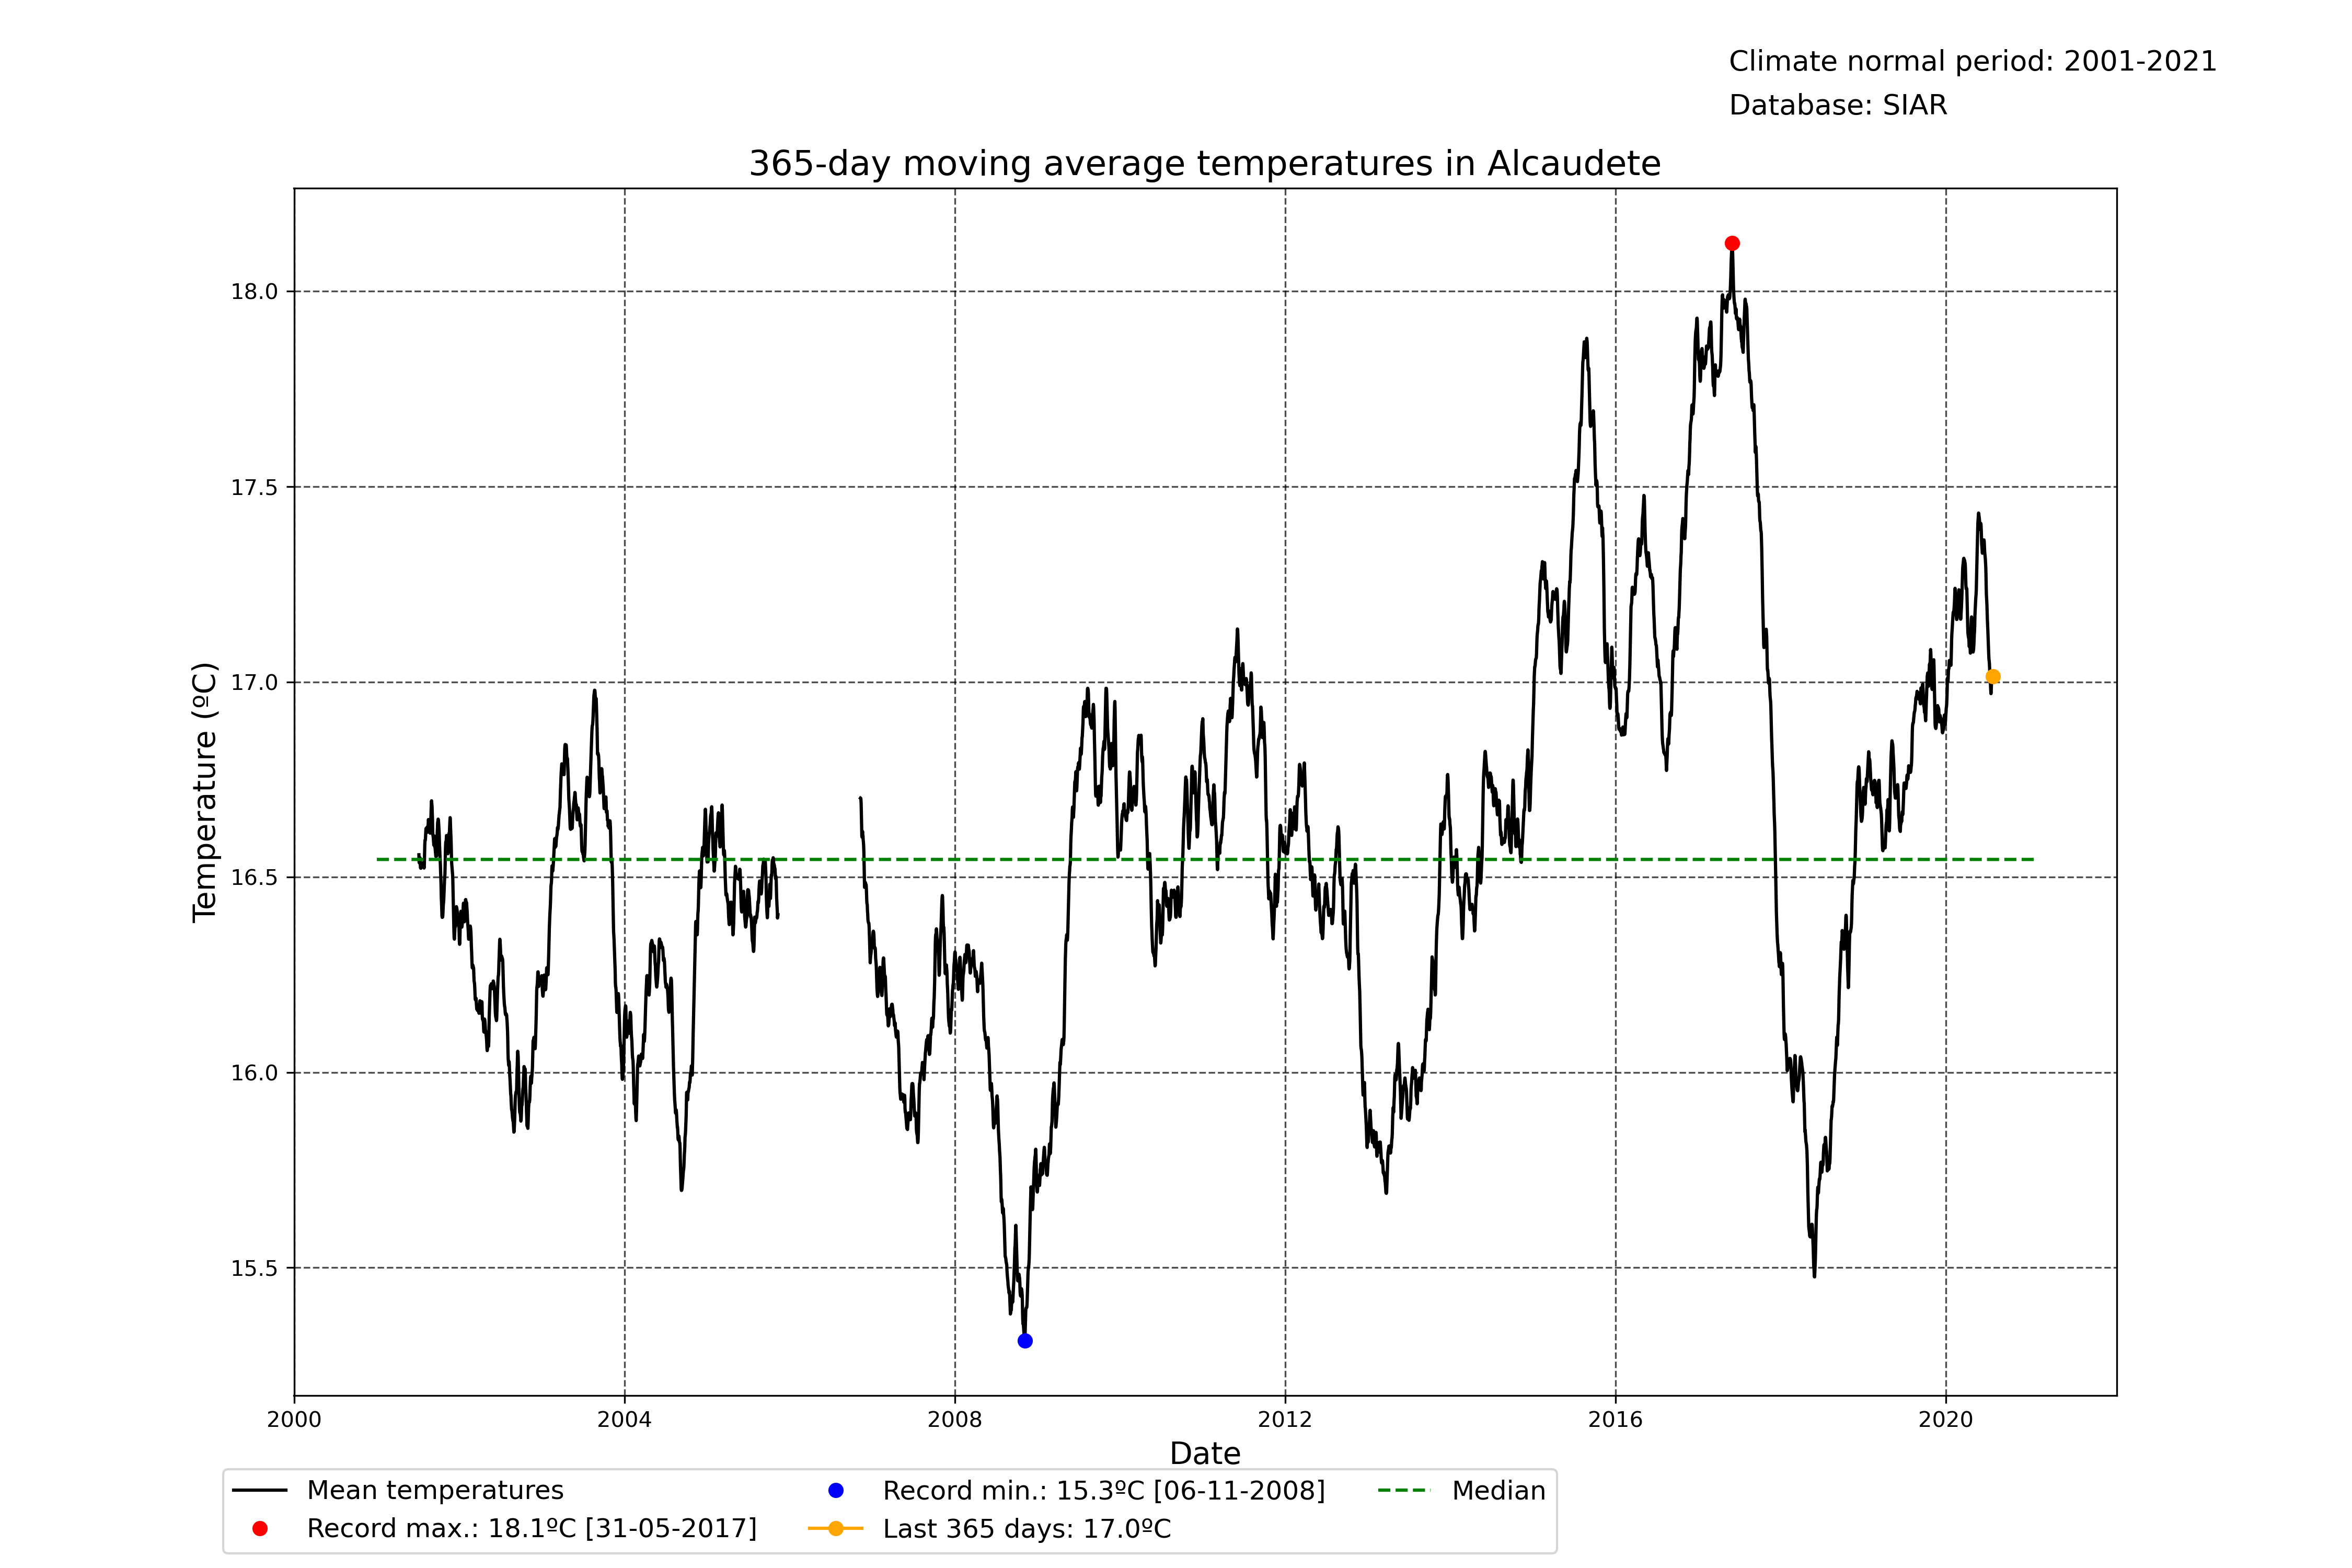 Climate normal period: 2001-2021
Database: SIAR
365-day moving average temperatures in Alcaudete
Temperature (ºC)
18.0
17.5
17.0
16.5
16.0
15.5
2000 2004 2008 2012 2016 2020
Date
Mean temperatures
Record max.: 18.1ºC [31-05-2017]
Record min.: 15.3ºC [06-11-2008]
Last 365 days: 17.0ºC
Median